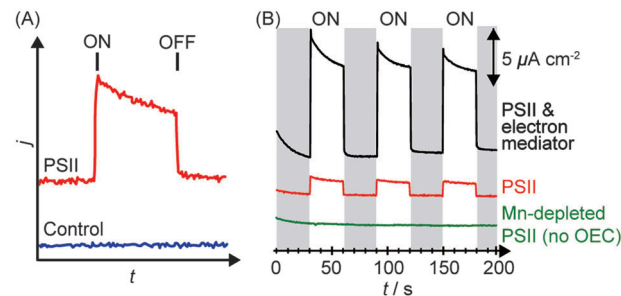 (A)
ON
OFF
j
PSII
Control
t
(B)
ON
ON
ON
5 µA cm⁻²
PSII &
electron
mediator
PSII
Mn-depleted
PSII (no OEC)
0
50
100
150
200
t / s